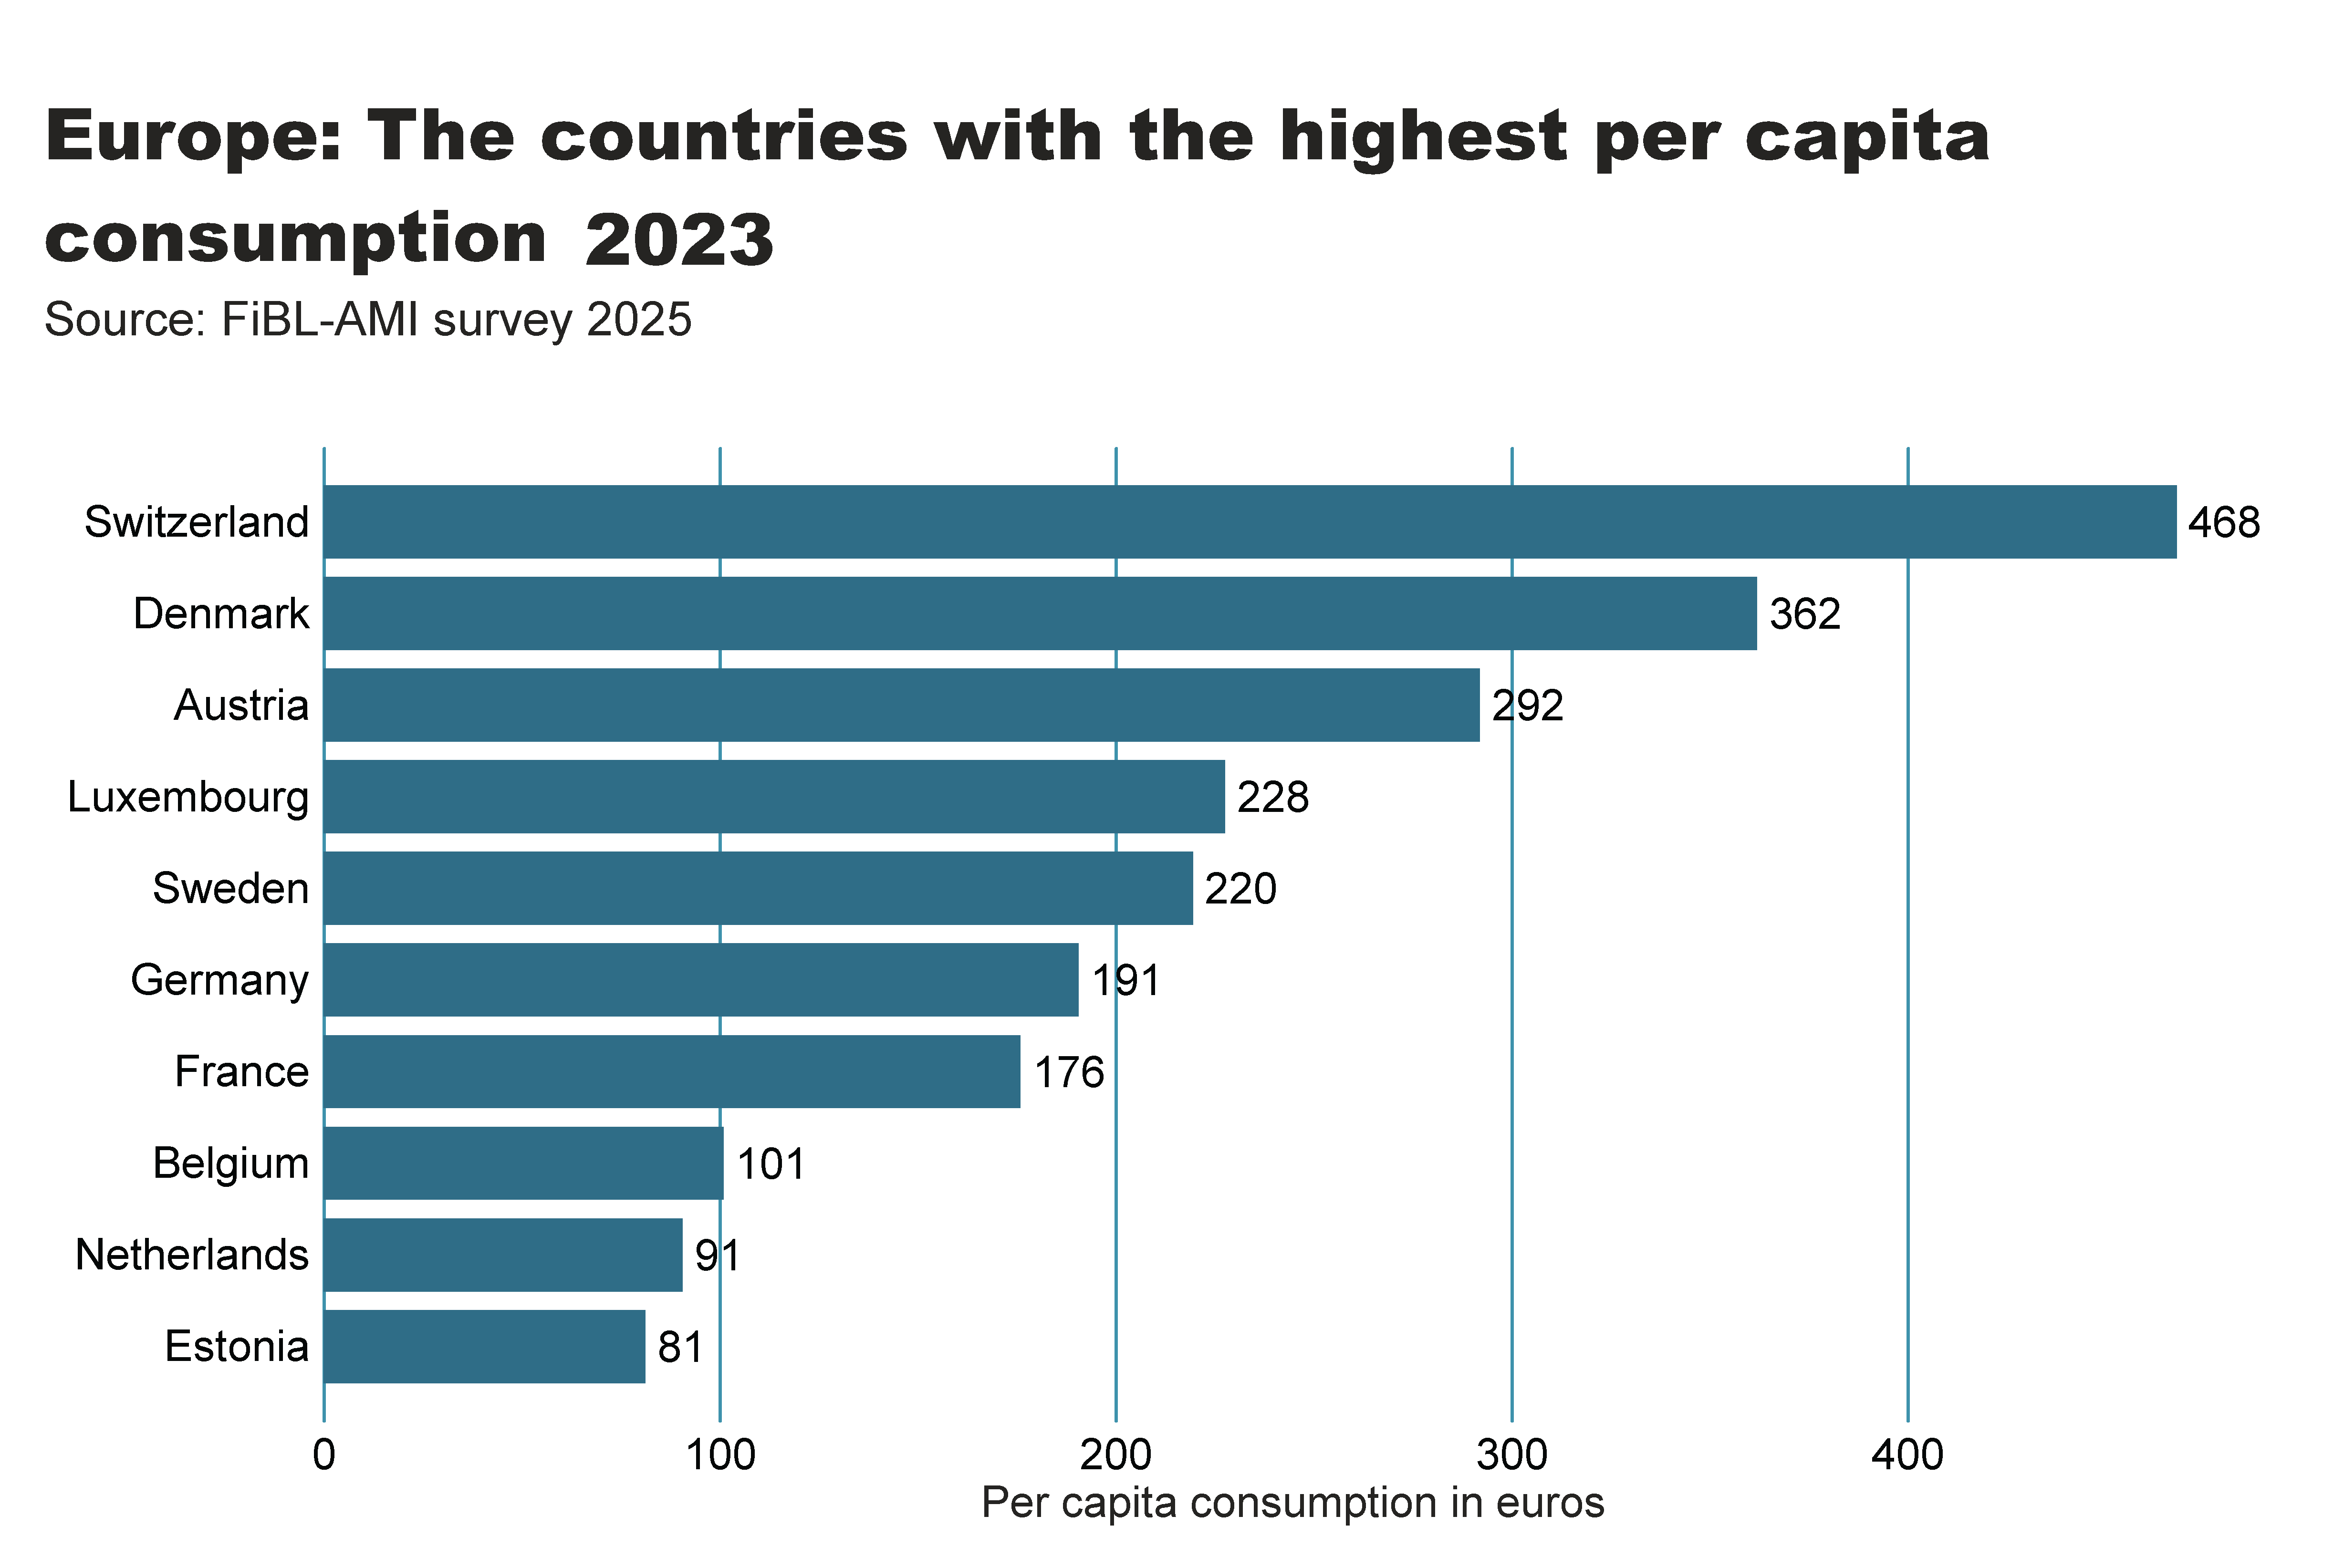 Europe: The countries with the highest per capita
consumption 2023
Source: FiBL-AMI survey 2025
Switzerland 468
Denmark 362
Austria 292
Luxembourg 228
Sweden 220
Germany 191
France 176
Belgium 101
Netherlands 91
Estonia 81
0 100 200 300 400
Per capita consumption in euros